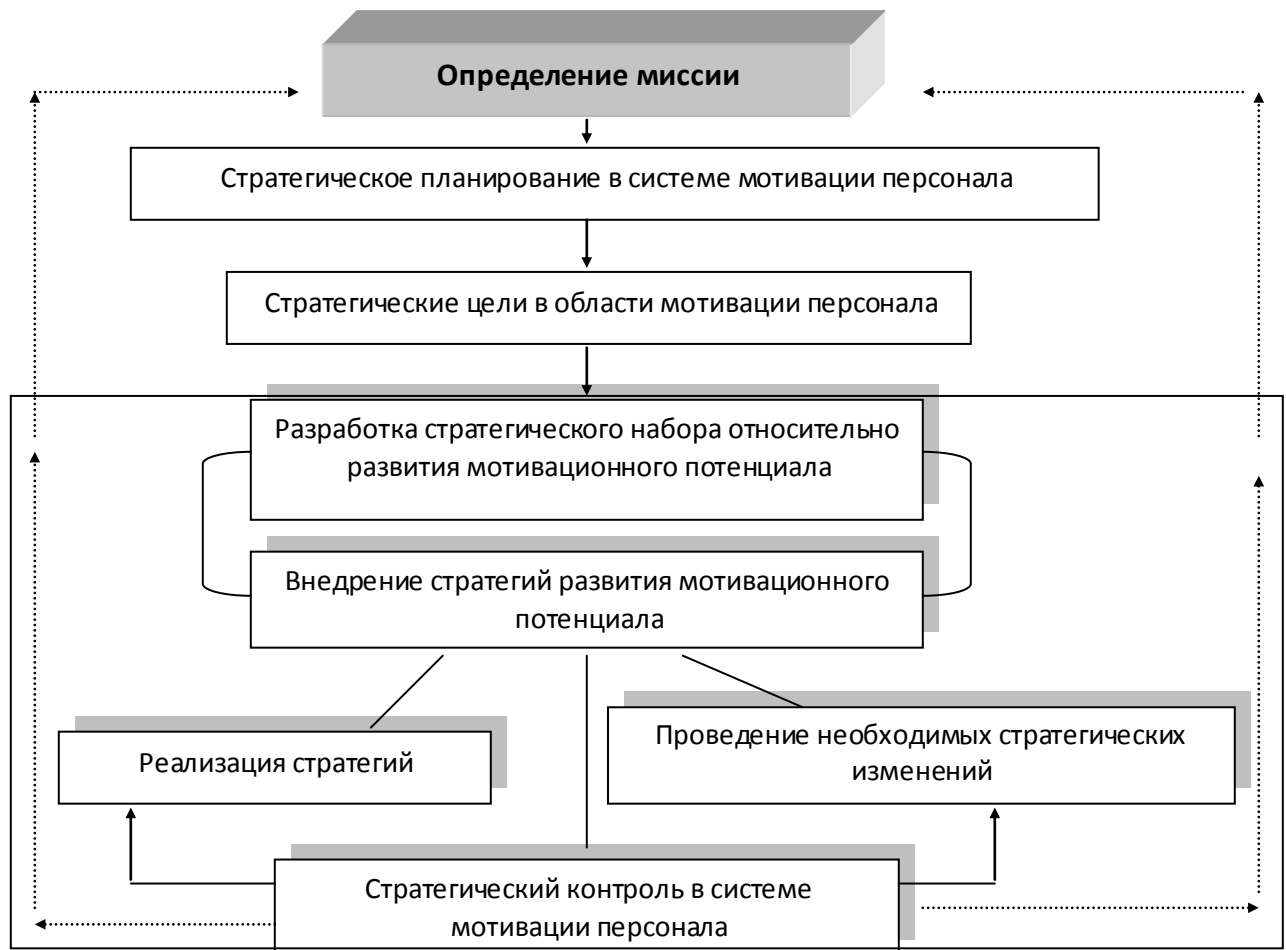 Определение миссии
Стратегическое планирование в системе мотивации персонала
Стратегические цели в области мотивации персонала
Разработка стратегического набора относительно
развития мотивационного потенциала
Внедрение стратегий развития мотивационного
потенциала
Реализация стратегий
Проведение необходимых стратегических
изменений
Стратегический контроль в системе
мотивации персонала